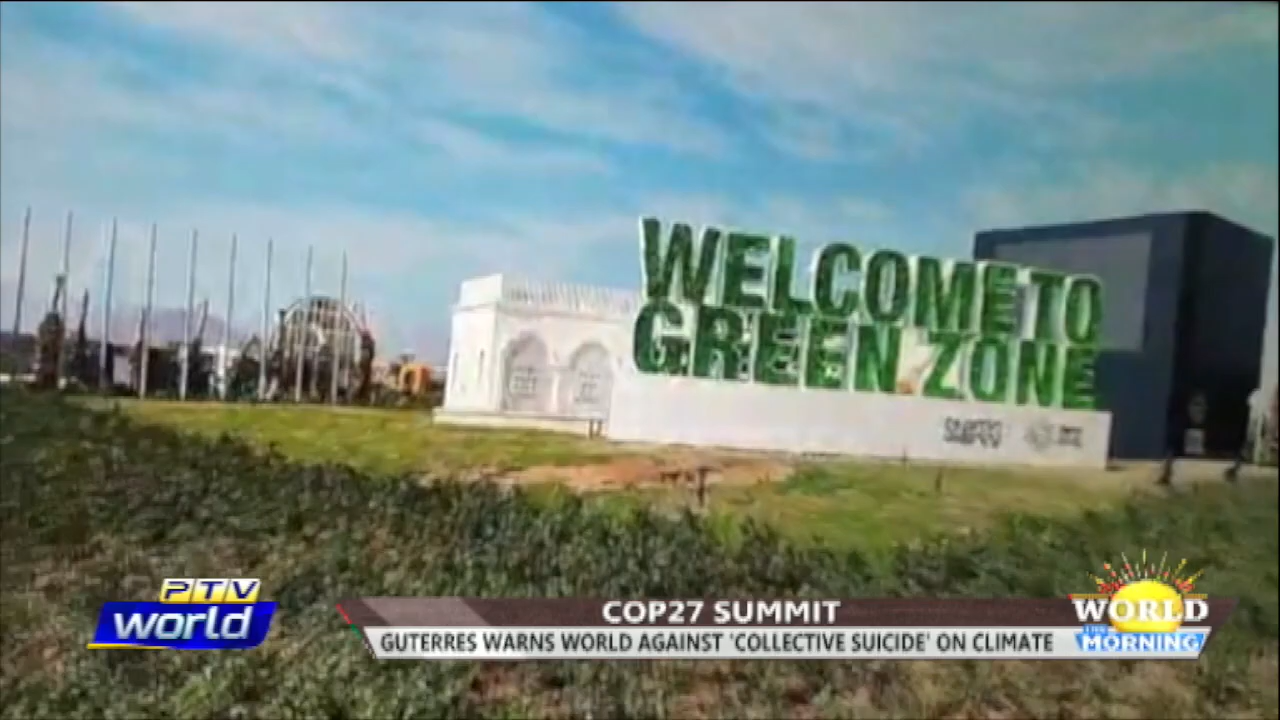 WELCOME TO
GREEN ZONE
PTV
world
COP27 SUMMIT
GUTERRES WARNS WORLD AGAINST 'COLLECTIVE SUICIDE' ON CLIMATE
WORLD
MORNING